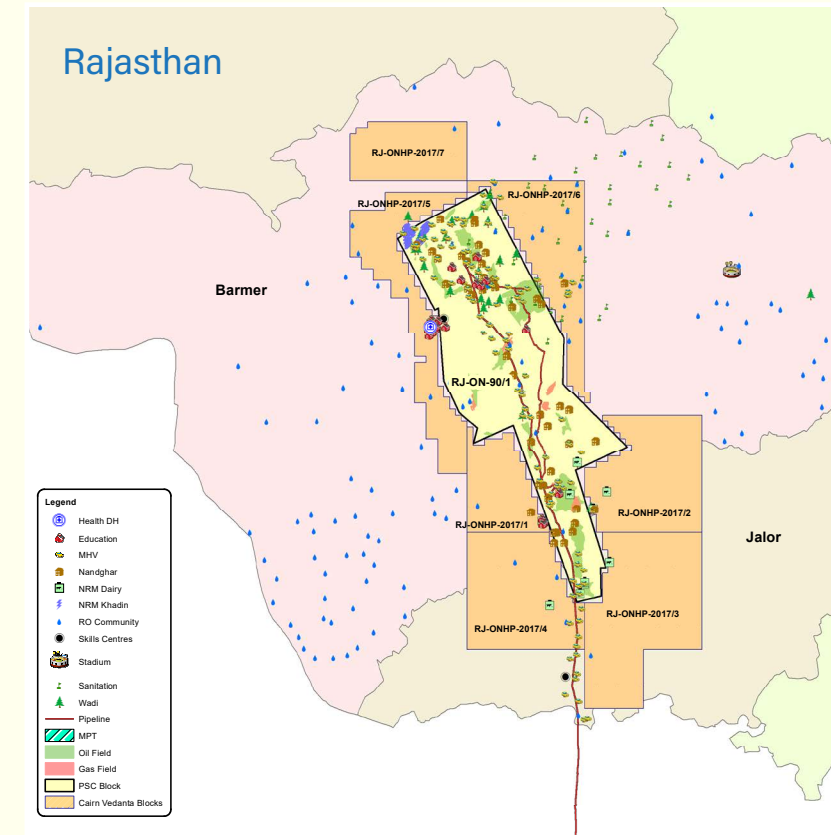 Rajasthan
RJ-ONHP-2017/7
RJ-ONHP-2017/6
RJ-ONHP-2017/5
Barmer
RJ-ON-90/1
RJ-ONHP-2017/1
RJ-ONHP-2017/2
Jalor
RJ-ONHP-2017/3
RJ-ONHP-2017/4
Legend
Health DH
Education
MHV
Nandghar
NRM Dairy
NRM Khadin
RO Community
Skills Centres
Stadium
Sanitation
Wadi
Pipeline
MPT
Oil Field
Gas Field
PSC Block
Cairn Vedanta Blocks